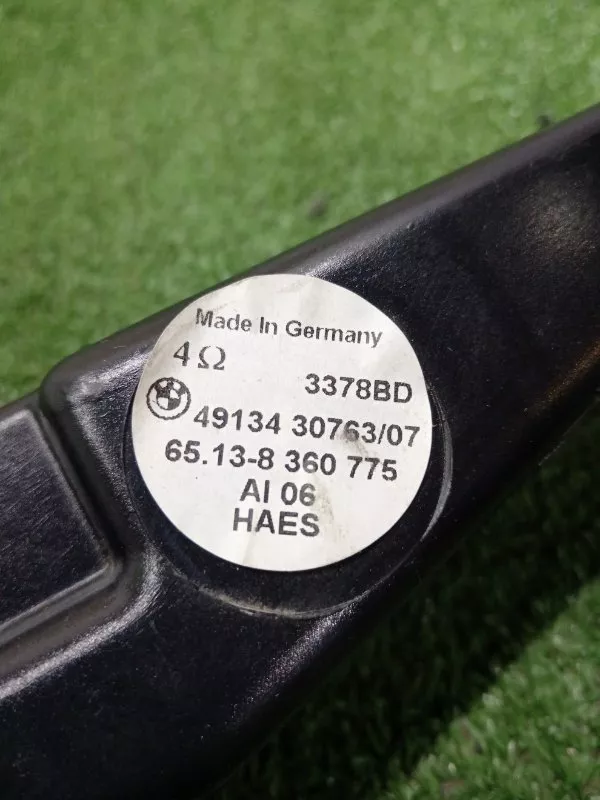 Made In Germany
4 Ω 3378BD
49134 30763/07
65.13-8 360 775
AI 06
HAES